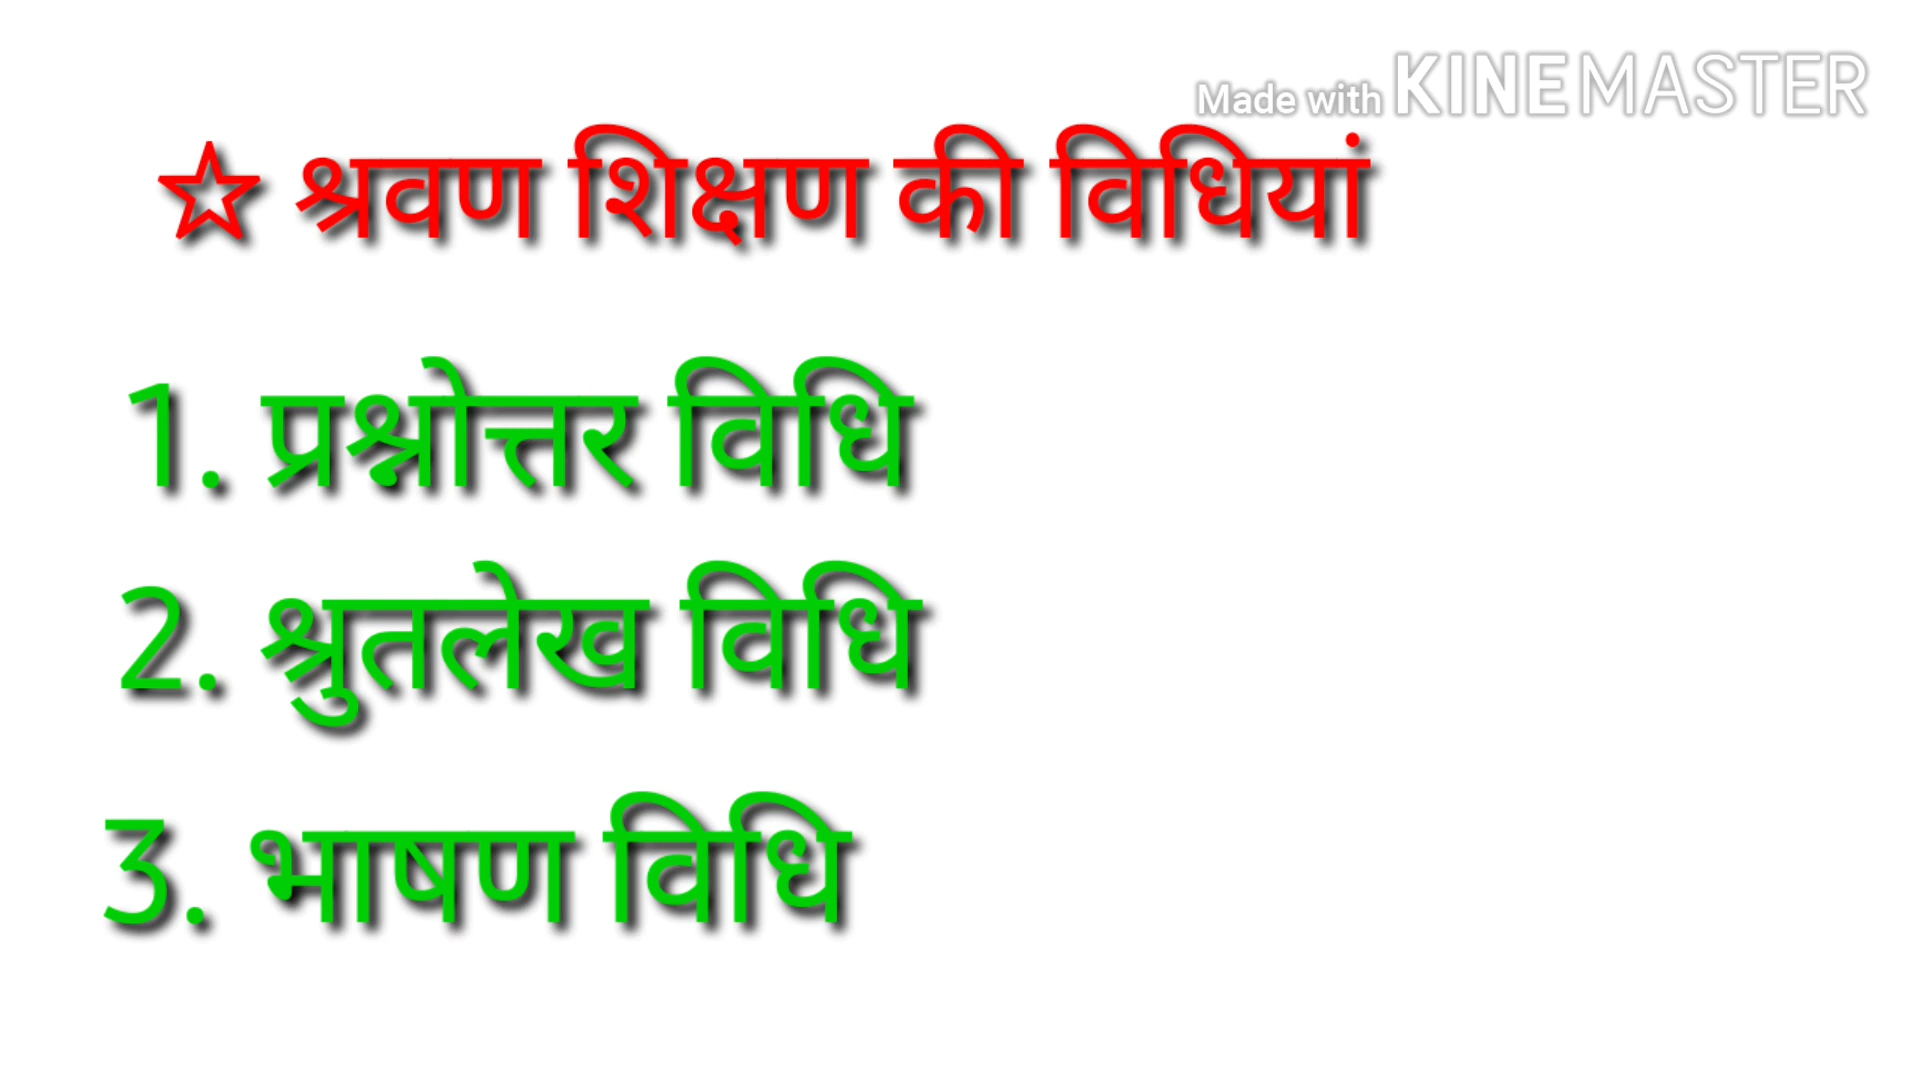 Made with KINEMASTER
☆ श्रवण शिक्षण की विधियां
1. प्रश्नोत्तर विधि
2. श्रुतलेख विधि
3. भाषण विधि